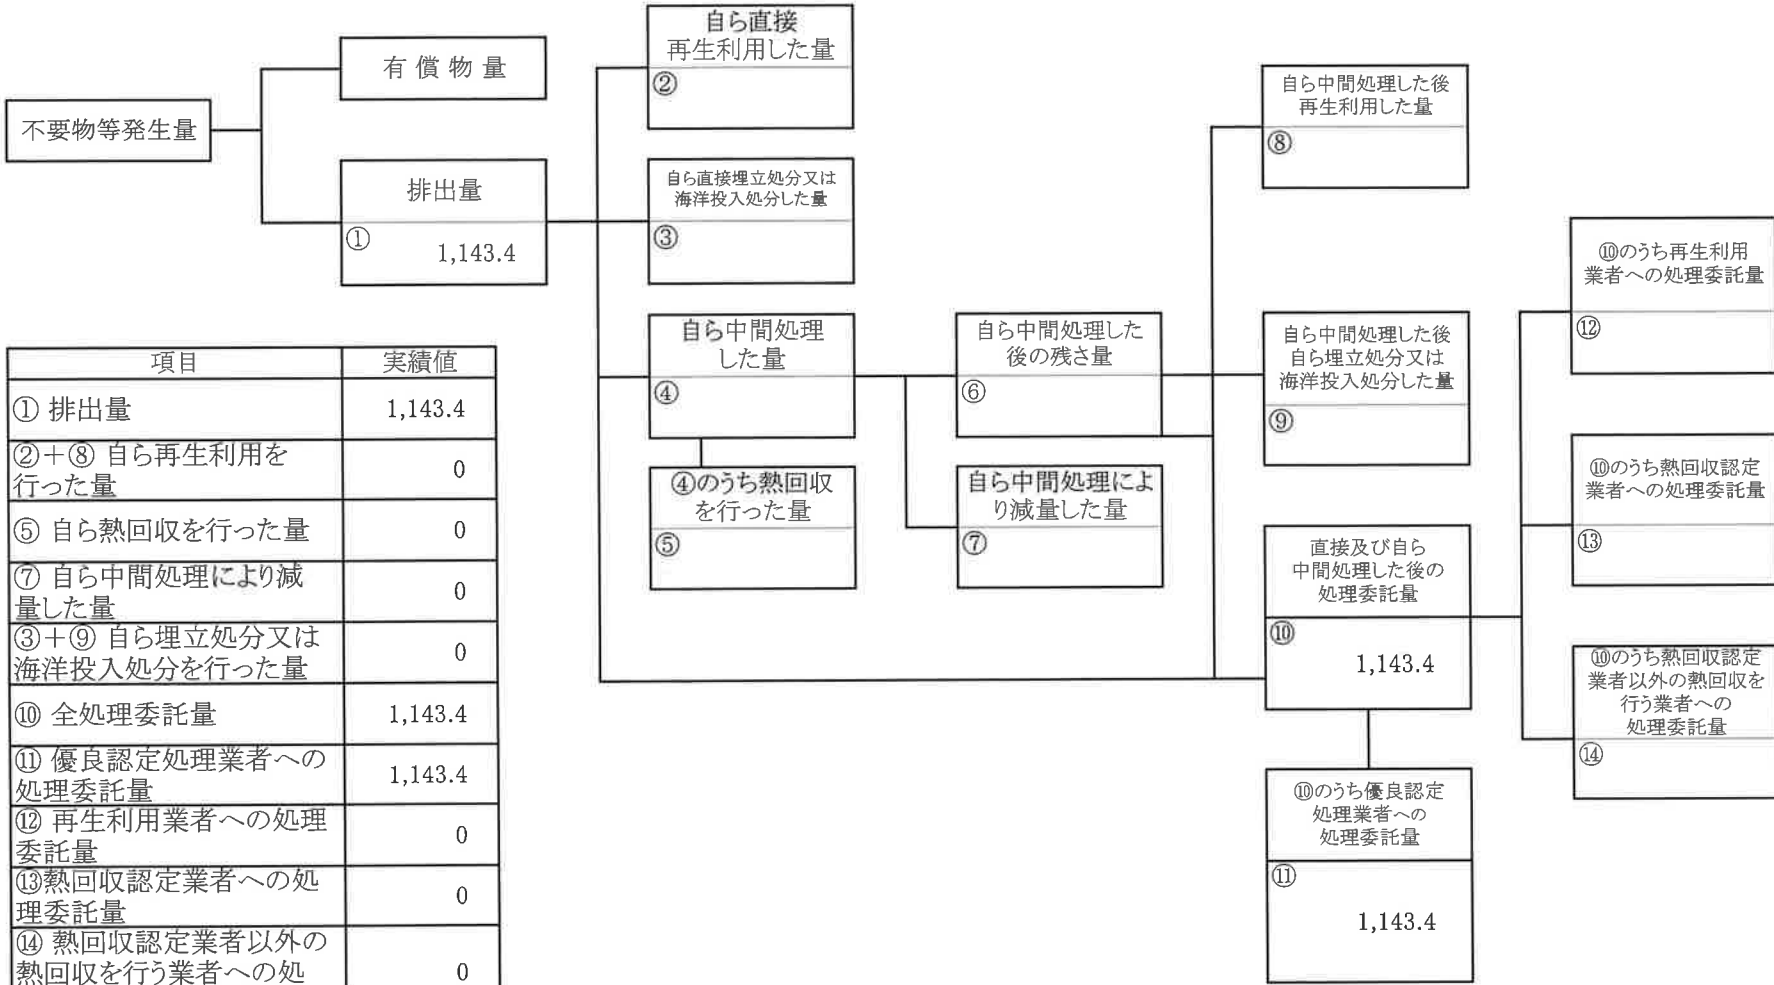 不要物等発生量
有償物量
排出量
①
1,143.4
自ら直接
再生利用した量
②
自ら直接埋立処分又は
海洋投入処分した量
③
自ら中間処理
した量
④
④のうち熱回収
を行った量
⑤
自ら中間処理した
後の残さ量
⑥
自ら中間処理によ
り減量した量
⑦
自ら中間処理した後
再生利用した量
⑧
自ら中間処理した後
自ら埋立処分又は
海洋投入処分した量
⑨
直接及び自ら
中間処理した後の
処理委託量
⑩
1,143.4
⑩のうち優良認定
処理業者への
処理委託量
⑪
1,143.4
⑩のうち再生利用
業者への処理委託量
⑫
⑩のうち熱回収認定
業者への処理委託量
⑬
⑩のうち熱回収認定
業者以外の熱回収を
行う業者への
処理委託量
⑭
項目 実績値
① 排出量 1,143.4
②+⑧ 自ら再生利用を
行った量 0
⑤ 自ら熱回収を行った量 0
⑦ 自ら中間処理により減
量した量 0
③+⑨ 自ら埋立処分又は
海洋投入処分を行った量 0
⑩ 全処理委託量 1,143.4
⑪ 優良認定処理業者への
処理委託量 1,143.4
⑫ 再生利用業者への処理
委託量 0
⑬熱回収認定業者への処
理委託量 0
⑭ 熱回収認定業者以外の
熱回収を行う業者への処 0